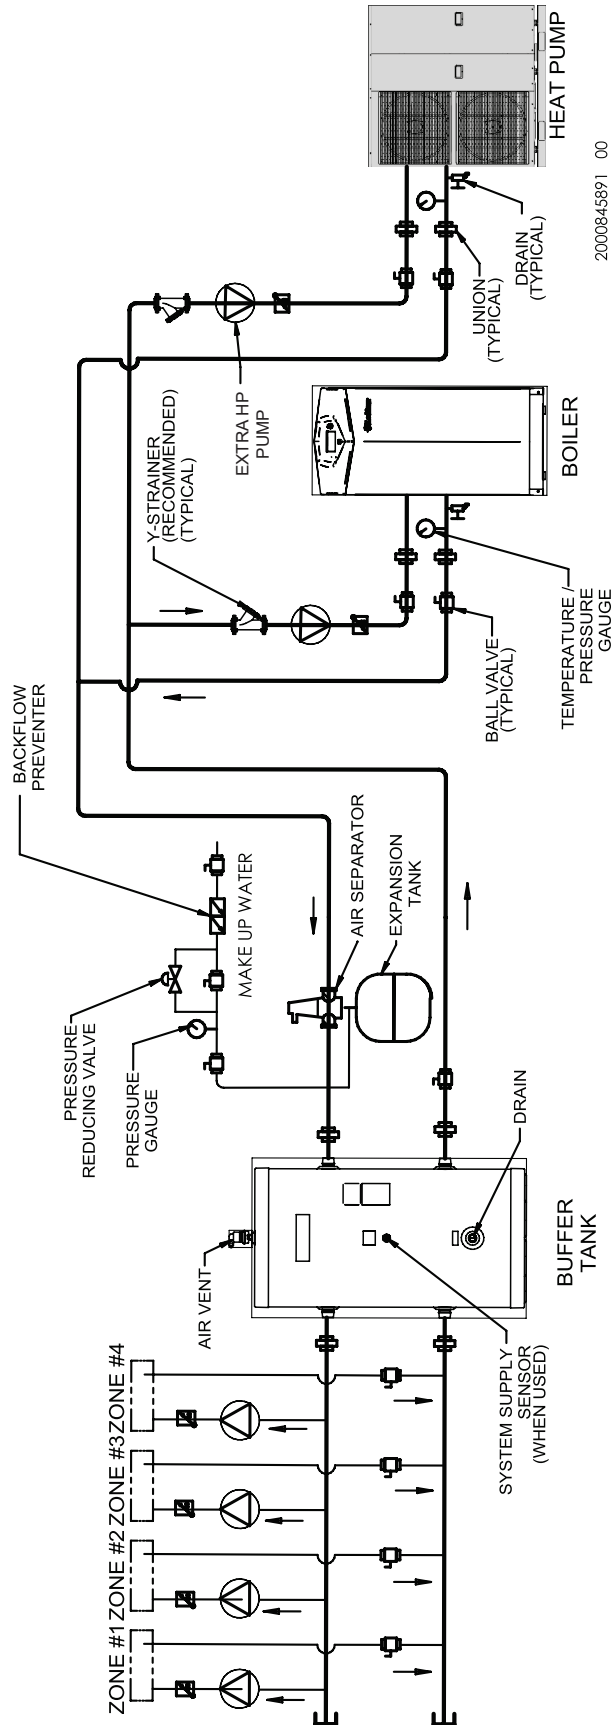 ZONE #1
ZONE #2
ZONE #3
ZONE #4
AIR VENT
SYSTEM SUPPLY
SENSOR
(WHEN USED)
BUFFER
TANK
DRAIN
PRESSURE
REDUCING VALVE
PRESSURE
GAUGE
MAKE UP WATER
BACKFLOW
PREVENTER
AIR SEPARATOR
EXPANSION
TANK
Y-STRAINER
(RECOMMENDED)
(TYPICAL)
EXTRA HP
PUMP
BALL VALVE
(TYPICAL)
TEMPERATURE /
PRESSURE
GAUGE
BOILER
UNION
(TYPICAL)
DRAIN
(TYPICAL)
HEAT PUMP
2000845891 00